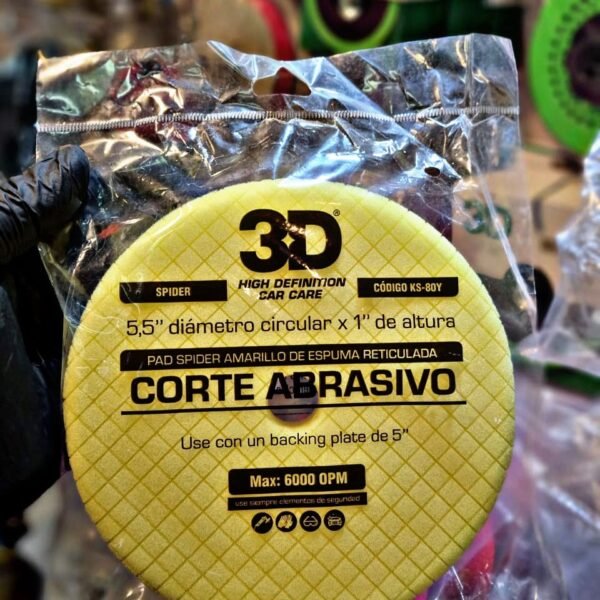 3D®
HIGH DEFINITION
CAR CARE
SPIDER
CÓDIGO KS-80Y
5,5" diámetro circular x 1" de altura
PAD SPIDER AMARILLO DE ESPUMA RETICULADA
CORTE ABRASIVO
Use con un backing plate de 5"
Max: 6000 OPM
use siempre elementos de seguridad
3D